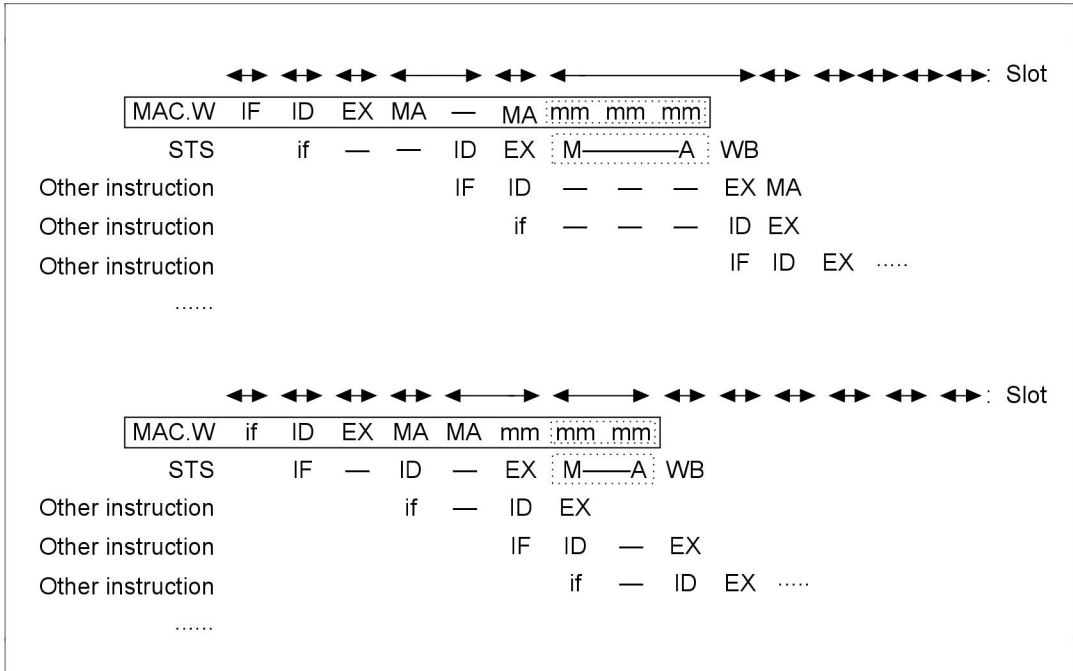 : Slot
MAC.W IF ID EX MA — MA mm mm mm
STS if — — ID EX M——A WB
Other instruction IF ID — — — EX MA
Other instruction if — — — ID EX
Other instruction IF ID EX .....
......
: Slot
MAC.W if ID EX MA MA mm mm mm
STS IF — ID — EX M——A WB
Other instruction if — ID EX
Other instruction IF ID — EX
Other instruction if — ID EX .....
......